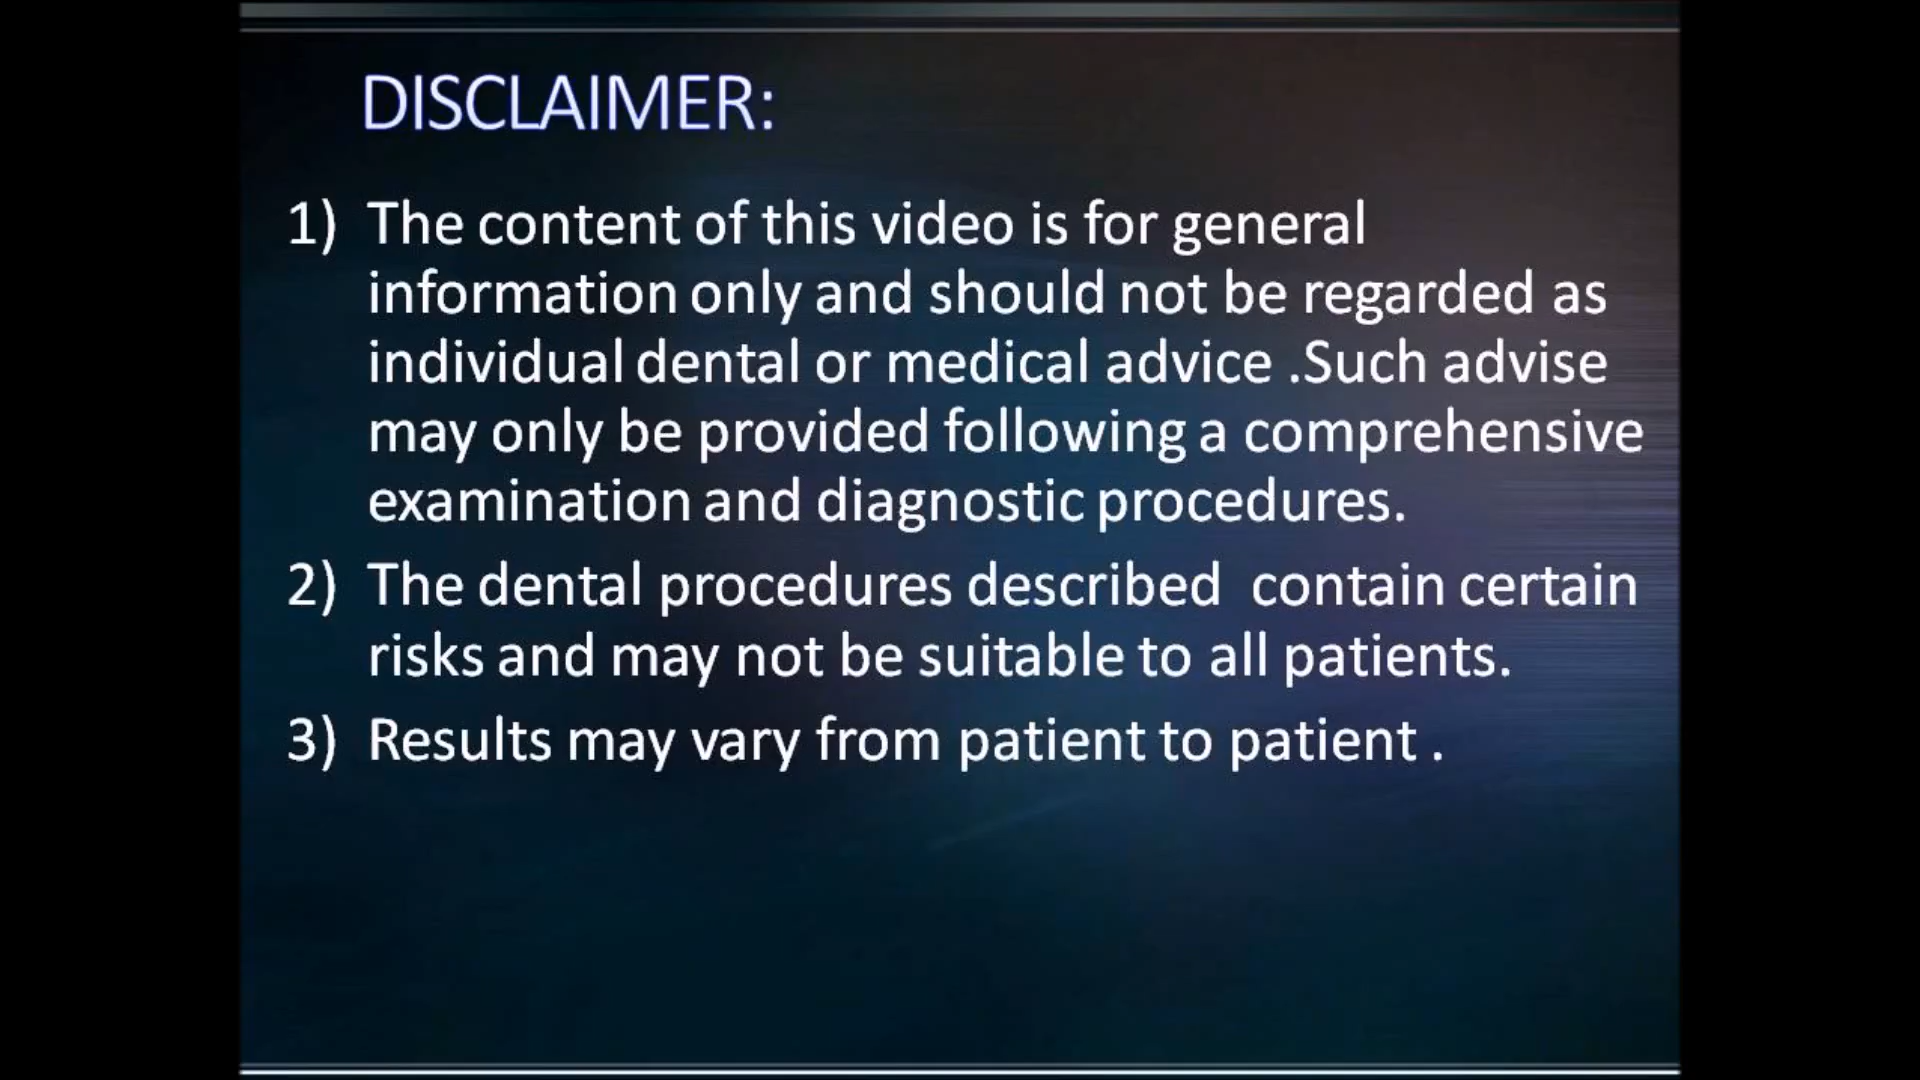 DISCLAIMER:
1) The content of this video is for general
information only and should not be regarded as
individual dental or medical advice .Such advise
may only be provided following a comprehensive
examination and diagnostic procedures.
2) The dental procedures described  contain certain
risks and may not be suitable to all patients.
3) Results may vary from patient to patient .